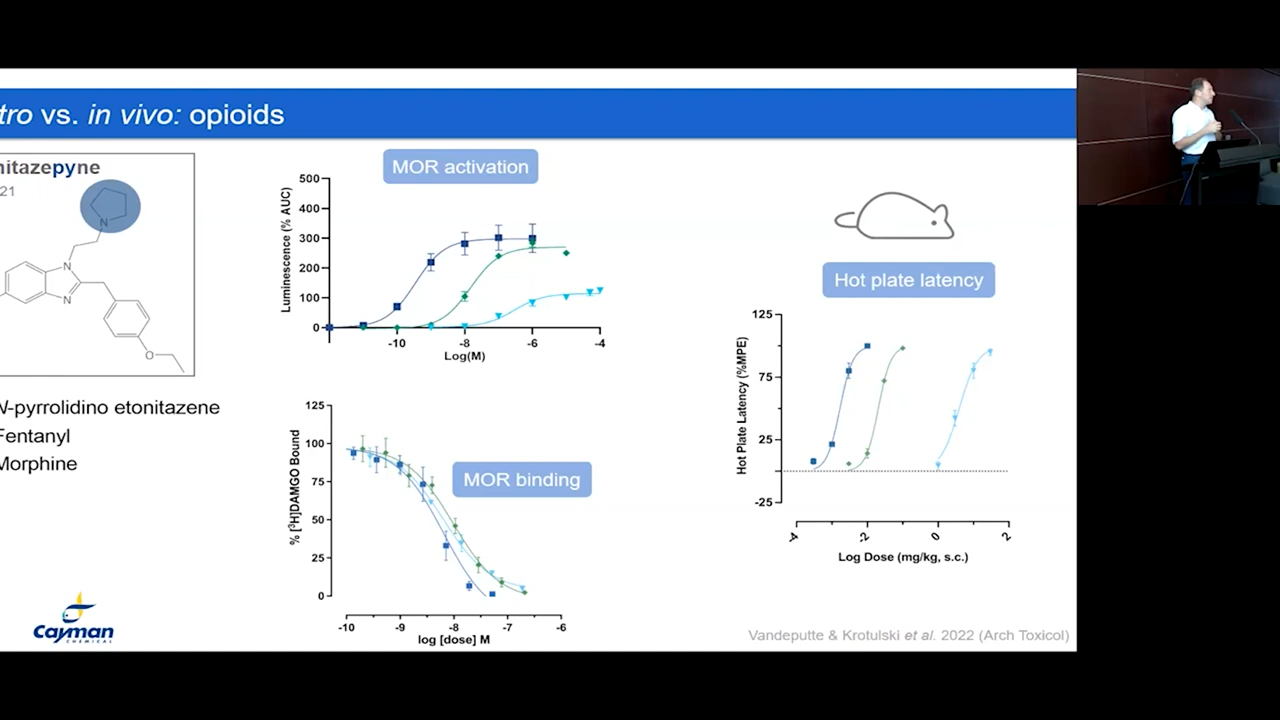 tro vs. in vivo: opioids
nitazepyne
21
N
N
N
O
N-pyrrolidino etonitazene
Fentanyl
Morphine
MOR activation
Luminescence (% AUC)
500
400
300
200
100
0
-10 -8 -6 -4
Log(M)
MOR binding
% [³H]DAMGO Bound
125
100
75
50
25
0
-10 -9 -8 -7 -6
log [dose] M
Hot plate latency
Hot Plate Latency (%MPE)
125
75
25
-25
-4 -2 0 2
Log Dose (mg/kg, s.c.)
Cayman
CHEMICAL
Vandeputte & Krotulski et al. 2022 (Arch Toxicol)